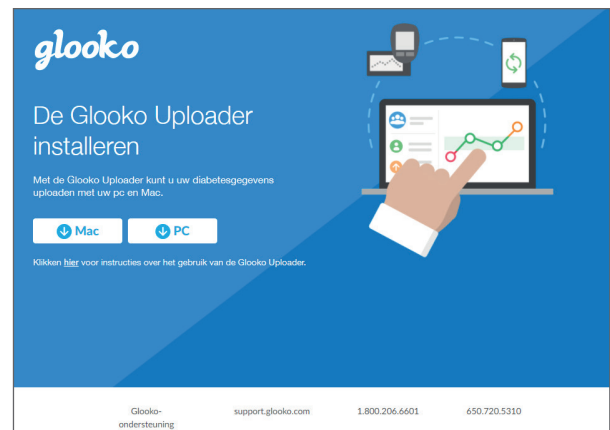 glooko
De Glooko Uploader
installeren
Met de Glooko Uploader kunt u uw diabetesgegevens
uploaden met uw pc en Mac.
Mac
PC
Klikken hier voor instructies over het gebruik van de Glooko Uploader.
Glooko-
ondersteuning
support.glooko.com
1.800.206.6601
650.720.5310